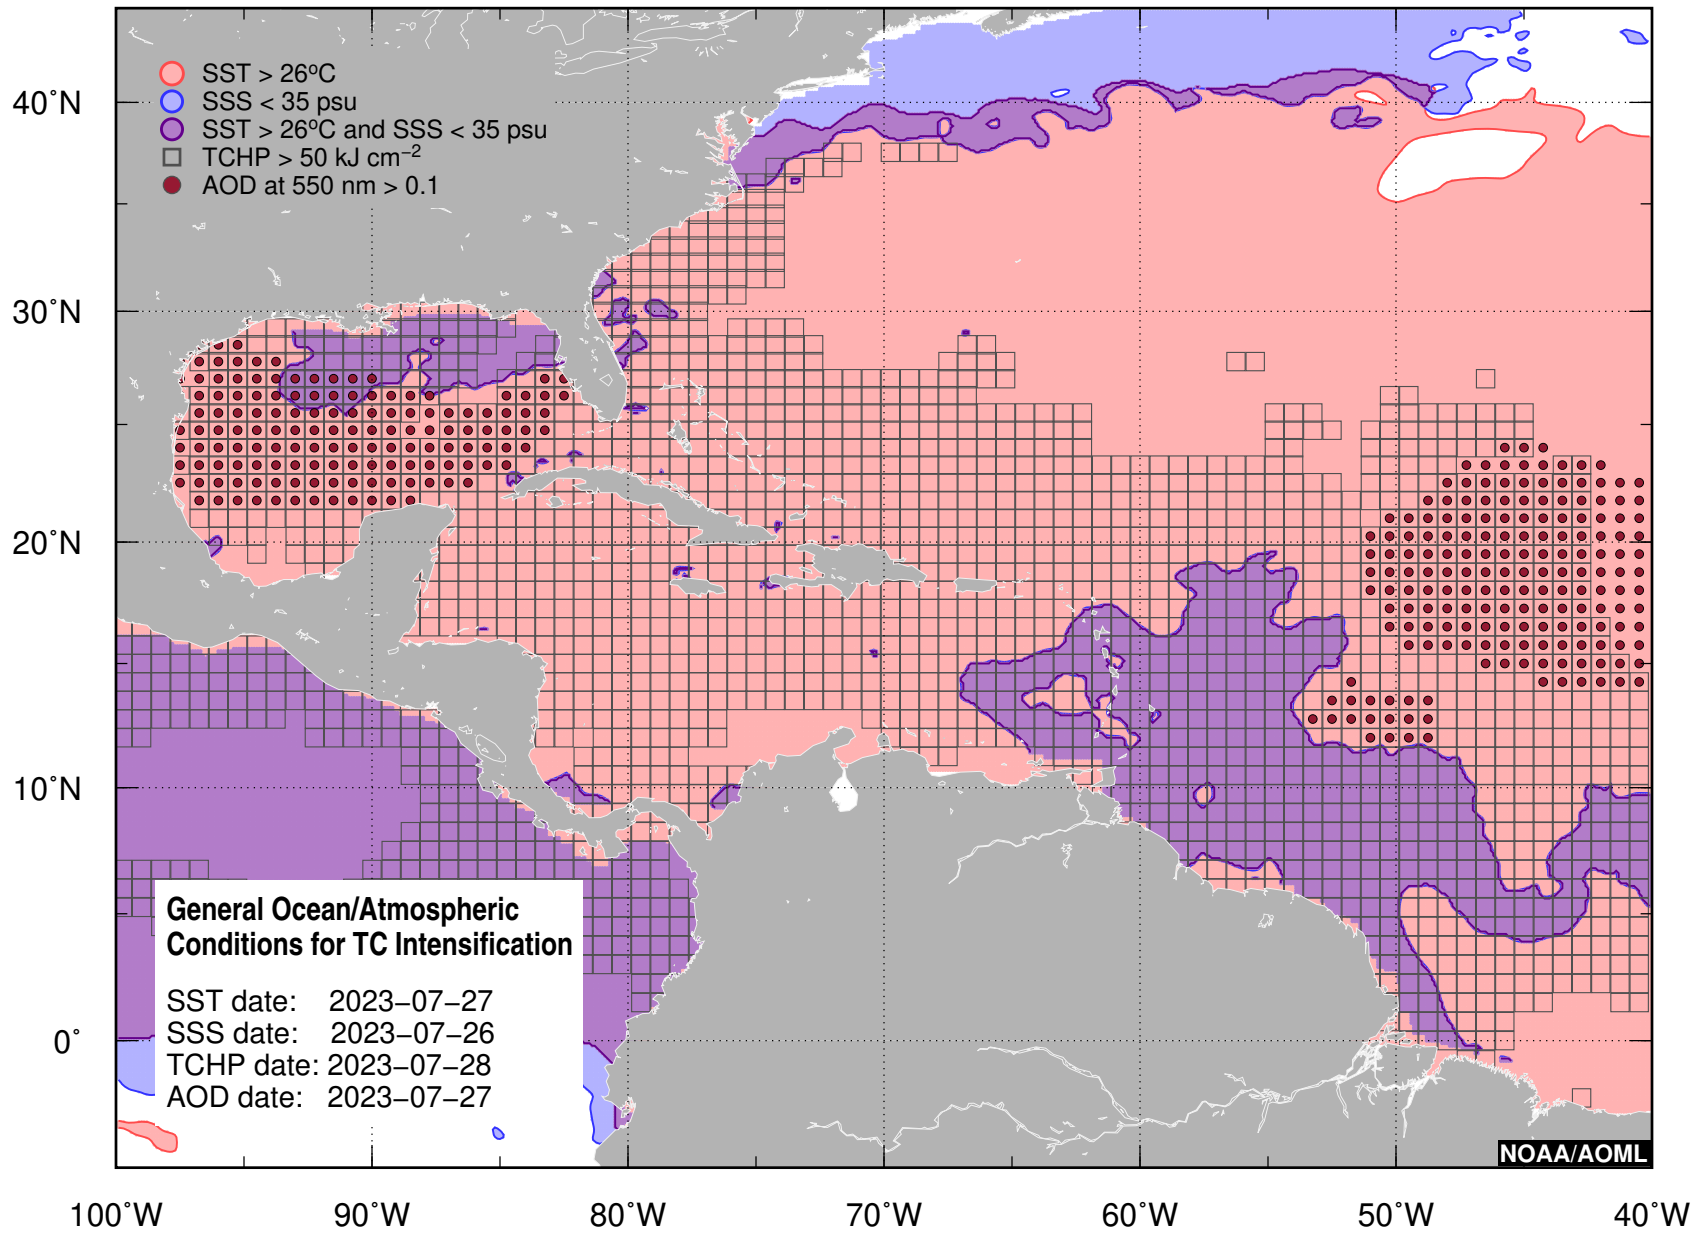 SST > 26ºC
SSS < 35 psu
SST > 26ºC and SSS < 35 psu
TCHP > 50 kJ cm⁻²
AOD at 550 nm > 0.1
40˚N
30˚N
20˚N
10˚N
0˚
General Ocean/Atmospheric
Conditions for TC Intensification
SST date: 2023−07−27
SSS date: 2023−07−26
TCHP date: 2023−07−28
AOD date: 2023−07−27
NOAA/AOML
100˚W 90˚W 80˚W 70˚W 60˚W 50˚W 40˚W